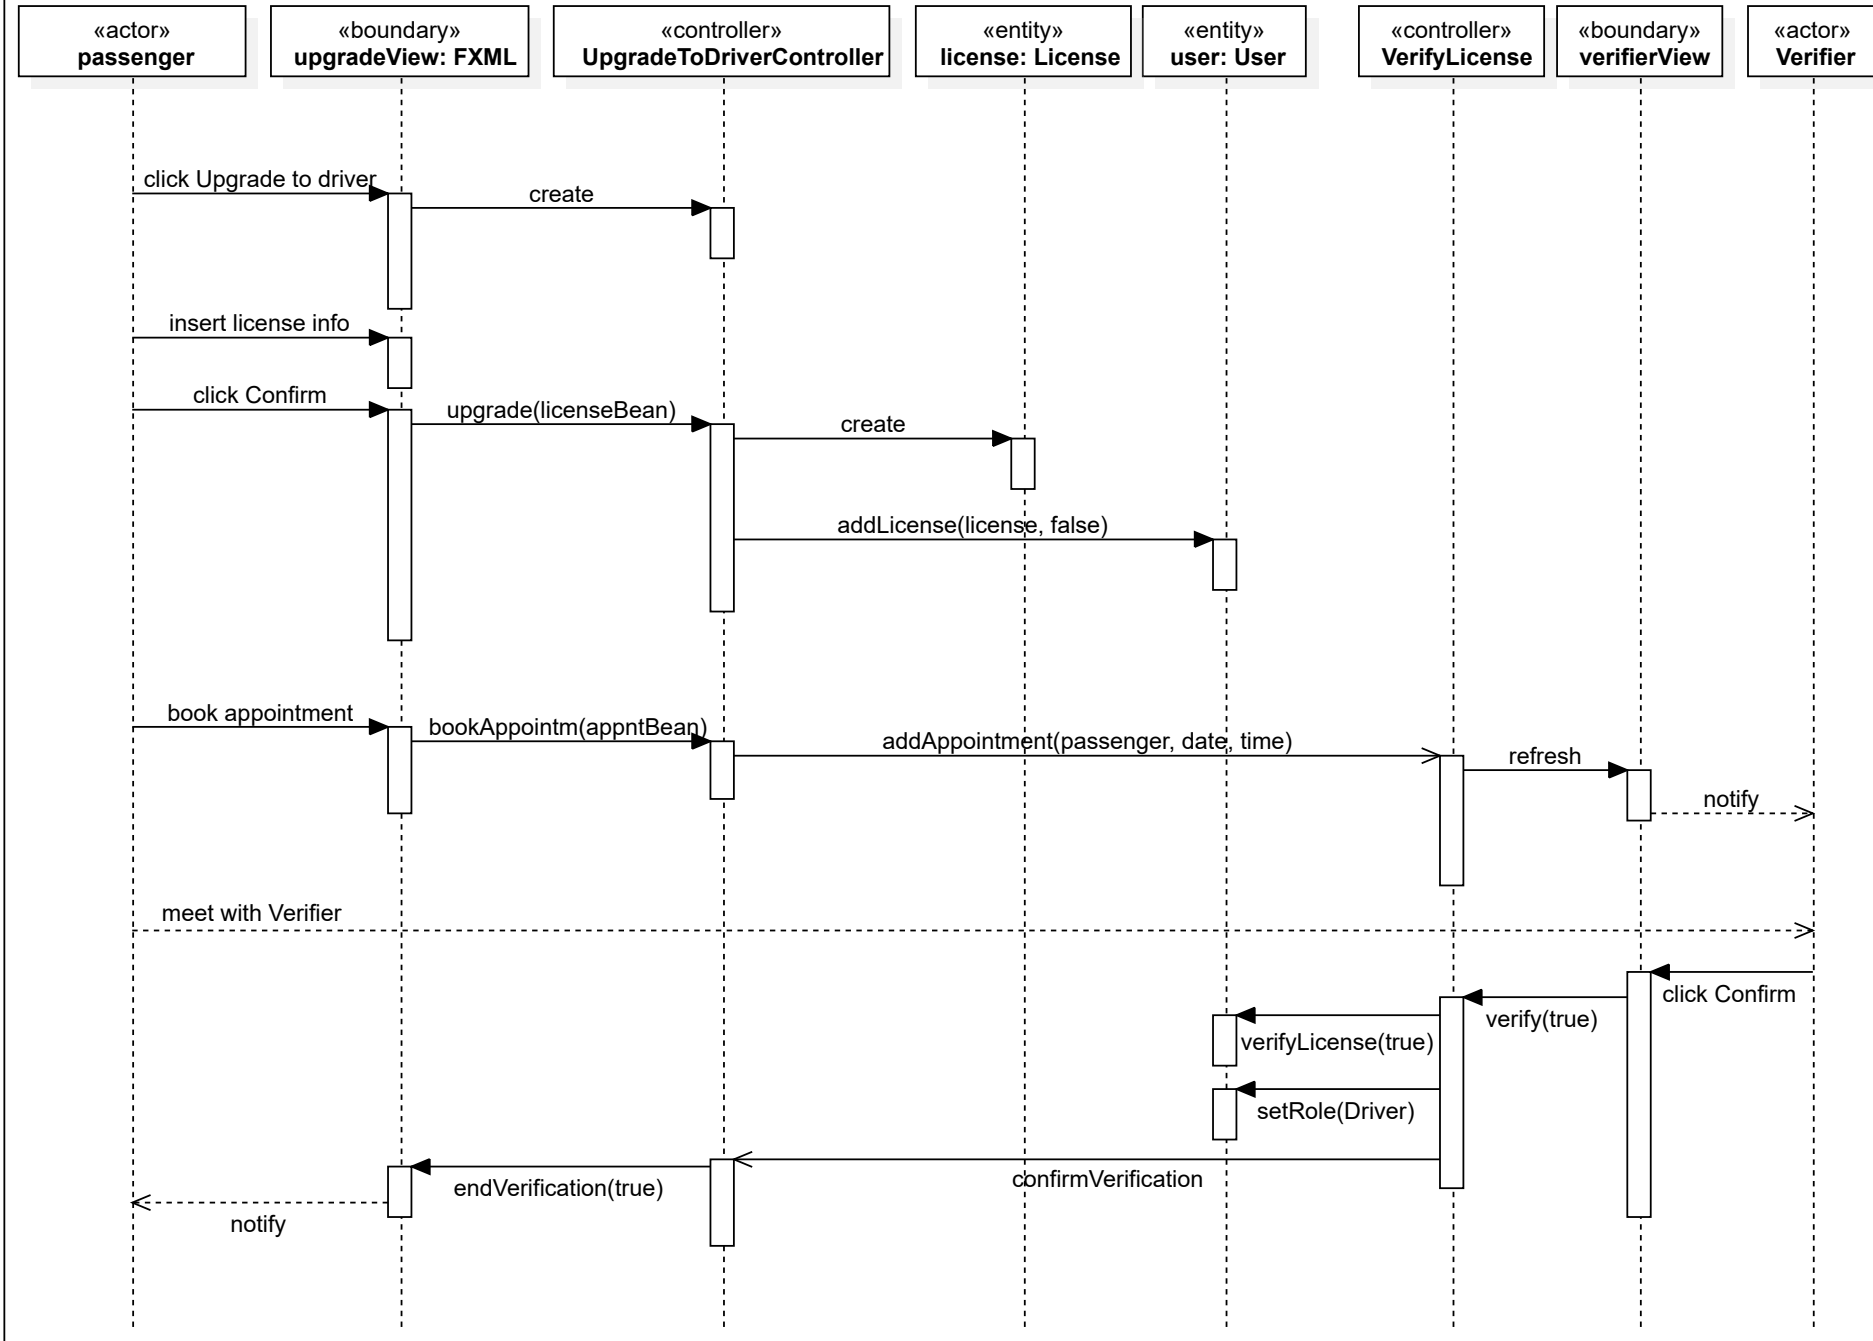 «actor»
passenger
«boundary»
upgradeView: FXML
«controller»
UpgradeToDriverController
«entity»
license: License
«entity»
user: User
«controller»
VerifyLicense
«boundary»
verifierView
«actor»
Verifier
click Upgrade to driver
create
insert license info
click Confirm
upgrade(licenseBean)
create
addLicense(license, false)
book appointment
bookAppointm(appntBean)
addAppointment(passenger, date, time)
refresh
notify
meet with Verifier
click Confirm
verify(true)
verifyLicense(true)
setRole(Driver)
confirmVerification
endVerification(true)
notify